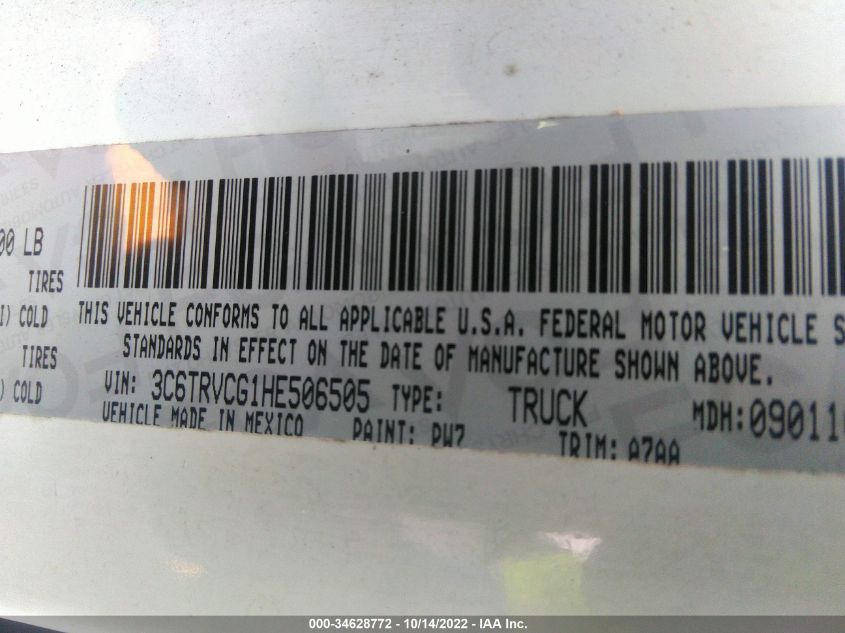 00 LB
TIRES
I) COLD
TIRES
) COLD
THIS VEHICLE CONFORMS TO ALL APPLICABLE U.S.A. FEDERAL MOTOR VEHICLE S
STANDARDS IN EFFECT ON THE DATE OF MANUFACTURE SHOWN ABOVE.
VIN: 3C6TRVCG1HE506505 TYPE: TRUCK MDH: 09011
VEHICLE MADE IN MEXICO PAINT: PW7 TRIM: A7AA
000-34628772 - 10/14/2022 - IAA Inc.